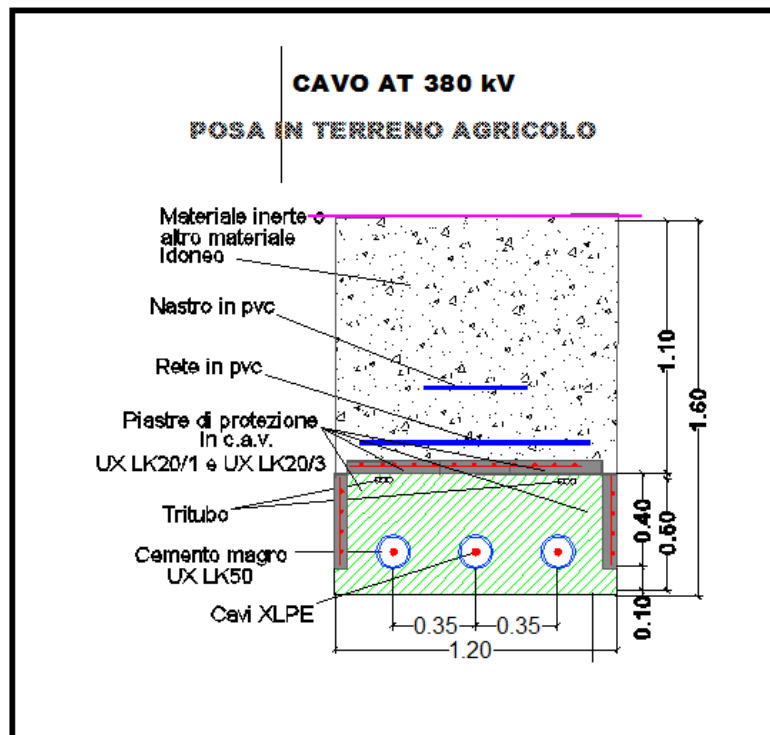 CAVO AT 380 kV
POSA IN TERRENO AGRICOLO
Materiale inerte o
altro materiale
Idoneo
Nastro in pvc
Rete in pvc
Piastre di protezione
in c.a.v.
UX LK20/1 e UX LK20/3
Tritubo
Cemento magro
UX LK50
Cavi XLPE
1.10
1.60
0.40
0.50
0.10
0.35
0.35
1.20